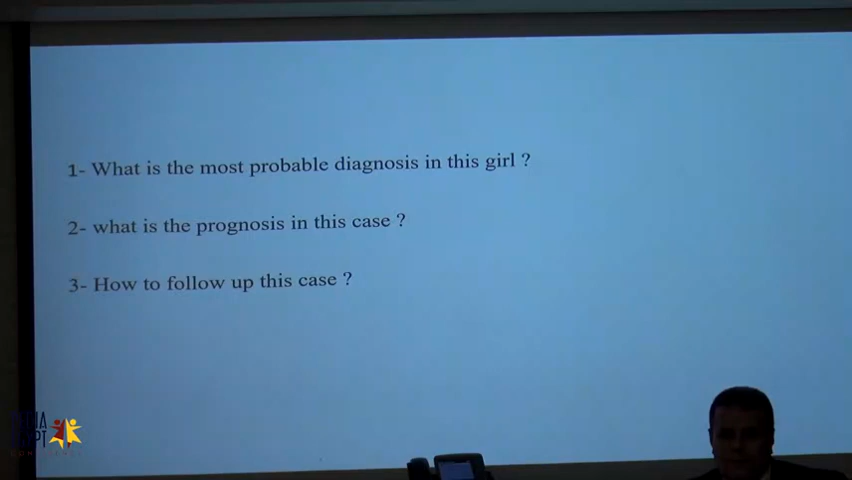 1- What is the most probable diagnosis in this girl ?
2- what is the prognosis in this case ?
3- How to follow up this case ?